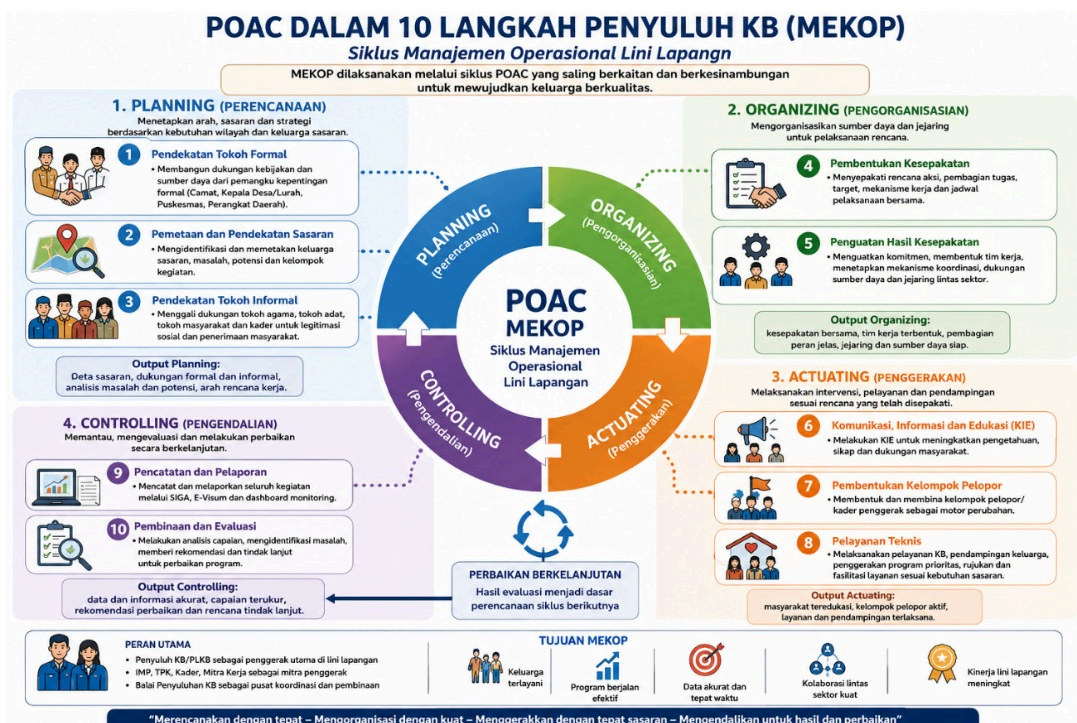 POAC DALAM 10 LANGKAH PENYULUH KB (MEKOP)
Siklus Manajemen Operasional Lini Lapangn
MEKOP dilaksanakan melalui siklus POAC yang saling berkaitan dan berkesinambungan
untuk mewujudkan keluarga berkualitas.
1. PLANNING (PERENCANAAN)
Menetapkan arah, sasaran dan strategi
berdasarkan kebutuhan wilayah dan keluarga sasaran.
1 Pendekatan Tokoh Formal
• Membangun dukungan kebijakan dan
sumber daya dari pemangku kepentingan
formal (Camat, Kepala Desa/Lurah,
Puskesmas, Perangkat Daerah).
2 Pemetaan dan Pendekatan Sasaran
• Mengidentifikasi dan memetakan keluarga
sasaran, masalah, potensi dan kelompok
kegiatan.
3 Pendekatan Tokoh Informal
• Menggali dukungan tokoh agama, tokoh adat,
tokoh masyarakat dan kader untuk legitimasi
sosial dan penerimaan masyarakat.
Output Planning:
Deta sasaran, dukungan formal dan informal,
analisis masalah dan potensi, arah rencana kerja.
2. ORGANIZING (PENGORGANISASIAN)
Mengorganisasikan sumber daya dan jejaring
untuk pelaksanaan rencana.
4 Pembentukan Kesepakatan
• Menyepakati rencana aksi, pembagian tugas,
target, mekanisme kerja dan jadwal
pelaksanaan bersama.
5 Penguatan Hasil Kesepakatan
• Menguatkan komitmen, membentuk tim kerja,
menetapkan mekanisme koordinasi, dukungan
sumber daya dan jejaring lintas sektor.
Output Organizing:
kesepakatan bersama, tim kerja terbentuk, pembagian
peran jelas, jejaring dan sumber daya siap.
PLANNING
(Perencanaan)
ORGANIZING
(Pengorganisasian)
ACTUATING
(Penggerakan)
CONTROLLING
(Pengendalian)
POAC
MEKOP
Siklus Manajemen
Operasional
Lini Lapangan
3. ACTUATING (PENGGERAKAN)
Melaksanakan intervensi, pelayanan dan pendampingan
sesuai rencana yang telah disepakati.
6 Komunikasi, Informasi dan Edukasi (KIE)
• Melakukan KIE untuk meningkatkan pengetahuan,
sikap dan dukungan masyarakat.
7 Pembentukan Kelompok Pelopor
• Membentuk dan membina kelompok pelopor/
kader penggerak sebagai motor perubahan.
8 Pelayanan Teknis
• Melaksanakan pelayanan KB, pendampingan keluarga,
penggerakan program prioritas, rujukan dan
fasilitasi layanan sesuai kebutuhan sasaran.
Output Actuating:
masyarakat teredukasi, kelompok pelopor aktif,
layanan dan pendampingan terlaksana.
4. CONTROLLING (PENGENDALIAN)
Memantau, mengevaluasi dan melakukan perbaikan
secara berkelanjutan.
9 Pencatatan dan Pelaporan
• Mencatat dan melaporkan seluruh kegiatan
melalui SIGA, E-Visum dan dashboard monitoring.
10 Pembinaan dan Evaluasi
• Melakukan analisis capaian, mengidentifikasi masalah,
memberi rekomendasi dan tindak lanjut
untuk perbaikan program.
Output Controlling:
data dan informasi akurat, capaian terukur,
rekomendasi perbaikan dan rencana tindak lanjut.
PERBAIKAN BERKELANJUTAN
Hasil evaluasi menjadi dasar
perencanaan siklus berikutnya
PERAN UTAMA
• Penyuluh KB/PLKB sebagai penggerak utama di lini lapangan
• IMP, TPK, Kader, Mitra Kerja sebagai mitra penggerak
• Balai Penyuluhan KB sebagai pusat koordinasi dan pembinaan
TUJUAN MEKOP
Keluarga
terlayani
Program berjalan
efektif
Data akurat dan
tepat waktu
Kolaborasi lintas
sektor kuat
Kinerja lini lapangan
meningkat
"Merencanakan dengan tepat – Mengorganisasi dengan kuat – Menggerakkan dengan tepat sasaran – Mengendalikan untuk hasil dan perbaikan"